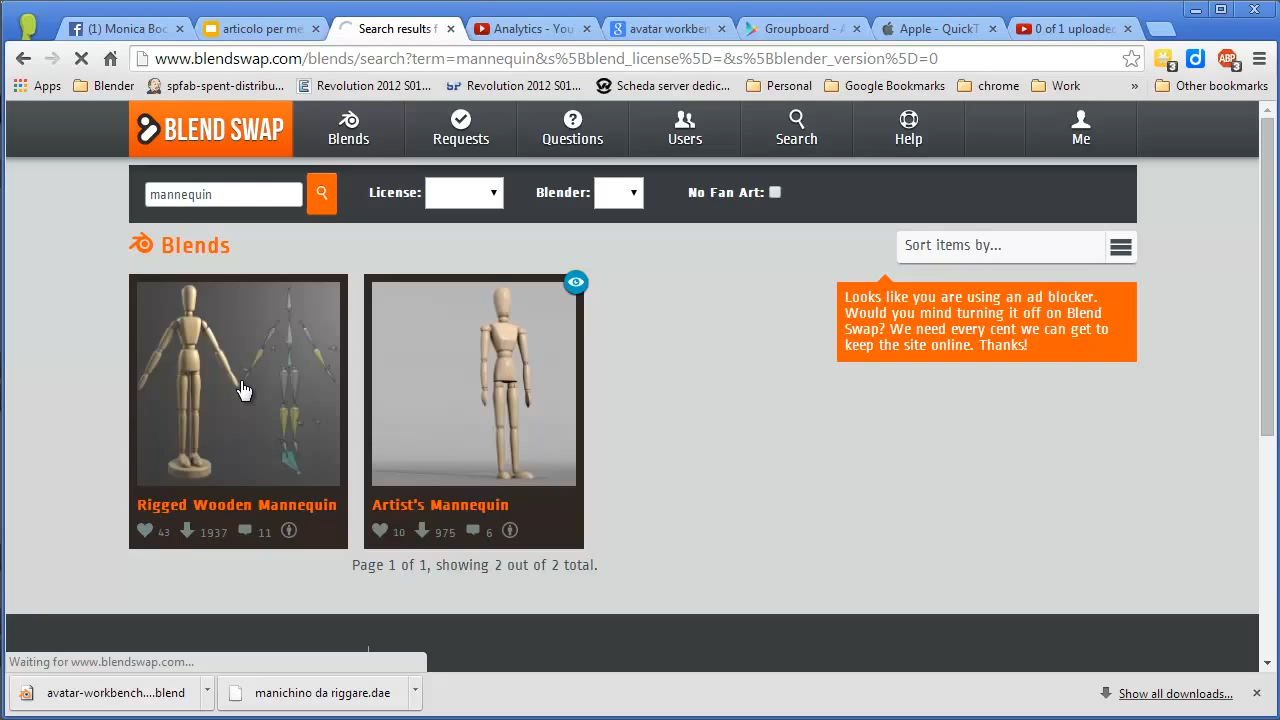 (1) Monica Boc
articolo per me
Search results f
Analytics - You
avatar workben
Groupboard - A
Apple - QuickT
0 of 1 uploade
www.blendswap.com/blends/search?term=mannequin&s%5Bblend_license%5D=&s%5Bblender_version%5D=0
3
ABP
3
Apps
Blender
spfab-spent-distribu...
Revolution 2012 S01...
Revolution 2012 S01...
Scheda server dedic...
Personal
Google Bookmarks
chrome
Work
»
Other bookmarks
BLEND SWAP
Blends
Requests
Questions
Users
Search
Help
Me
mannequin
License:
Blender:
No Fan Art:
Blends
Sort items by...
Looks like you are using an ad blocker.
Would you mind turning it off on Blend
Swap? We need every cent we can get to
keep the site online. Thanks!
Rigged Wooden Mannequin
43
1937
11
Artist's Mannequin
10
975
6
Page 1 of 1, showing 2 out of 2 total.
Waiting for www.blendswap.com...
avatar-workbench....blend
manichino da riggare.dae
Show all downloads...